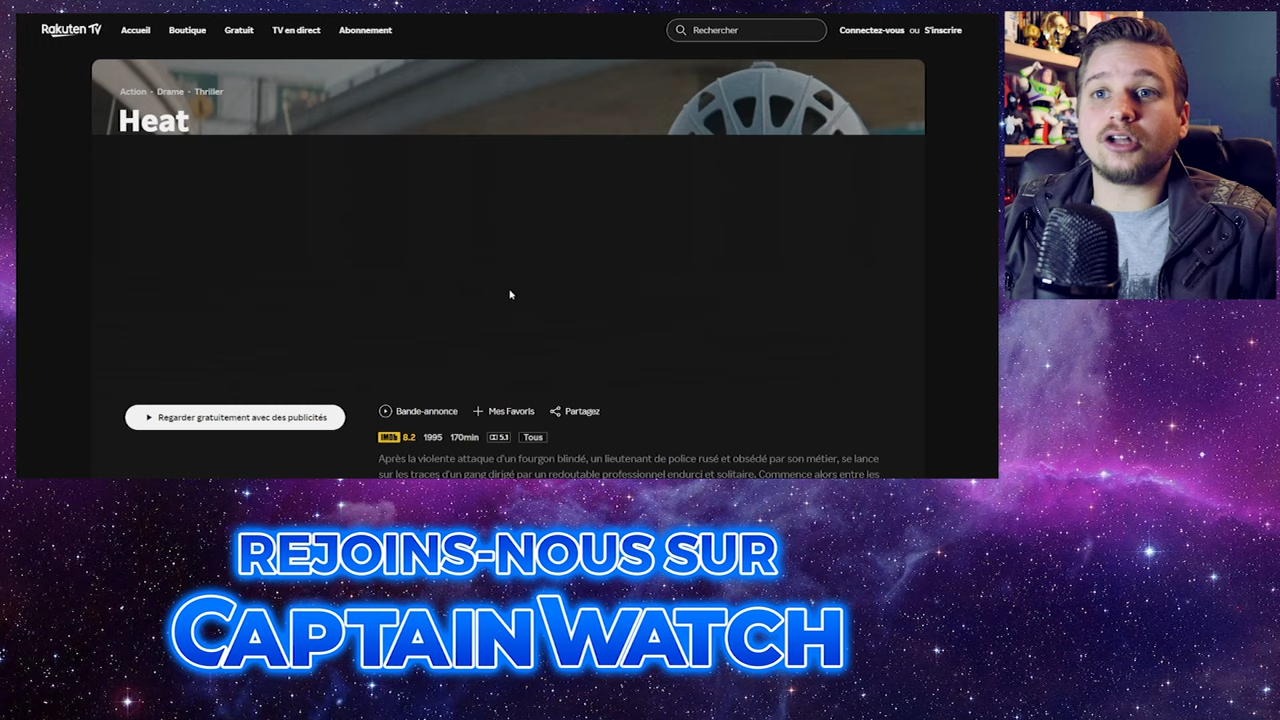 Rakuten TV Accueil Boutique Gratuit TV en direct Abonnement Rechercher Connectez-vous ou S'inscrire
Action - Drame - Thriller
Heat
Regarder gratuitement avec des publicités
Bande-annonce Mes Favoris Partagez
IMDb 8.2 1995 170min 5.1 Tous
Après la violente attaque d'un fourgon blindé, un lieutenant de police rusé et obsédé par son métier, se lance
sur les traces d'un gang dirigé par un redoutable professionnel endurci et solitaire. Commence alors entre les
REJOINS-NOUS SUR
CAPTAINWATCH